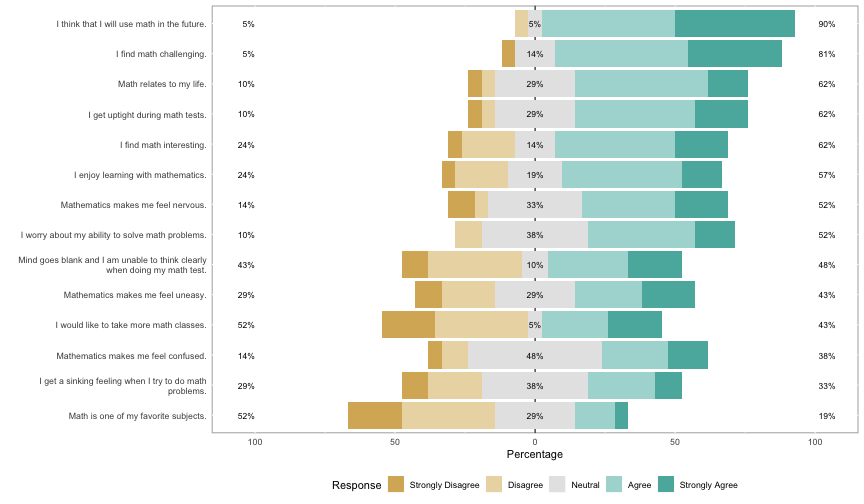 I think that I will use math in the future. 5% 5% 90%
I find math challenging. 5% 14% 81%
Math relates to my life. 10% 29% 62%
I get uptight during math tests. 10% 29% 62%
I find math interesting. 24% 14% 62%
I enjoy learning with mathematics. 24% 19% 57%
Mathematics makes me feel nervous. 14% 33% 52%
I worry about my ability to solve math problems. 10% 38% 52%
Mind goes blank and I am unable to think clearly
when doing my math test. 43% 10% 48%
Mathematics makes me feel uneasy. 29% 29% 43%
I would like to take more math classes. 52% 5% 43%
Mathematics makes me feel confused. 14% 48% 38%
I get a sinking feeling when I try to do math
problems. 29% 38% 33%
Math is one of my favorite subjects. 52% 29% 19%
100 50 0 50 100
Percentage
Response Strongly Disagree Disagree Neutral Agree Strongly Agree